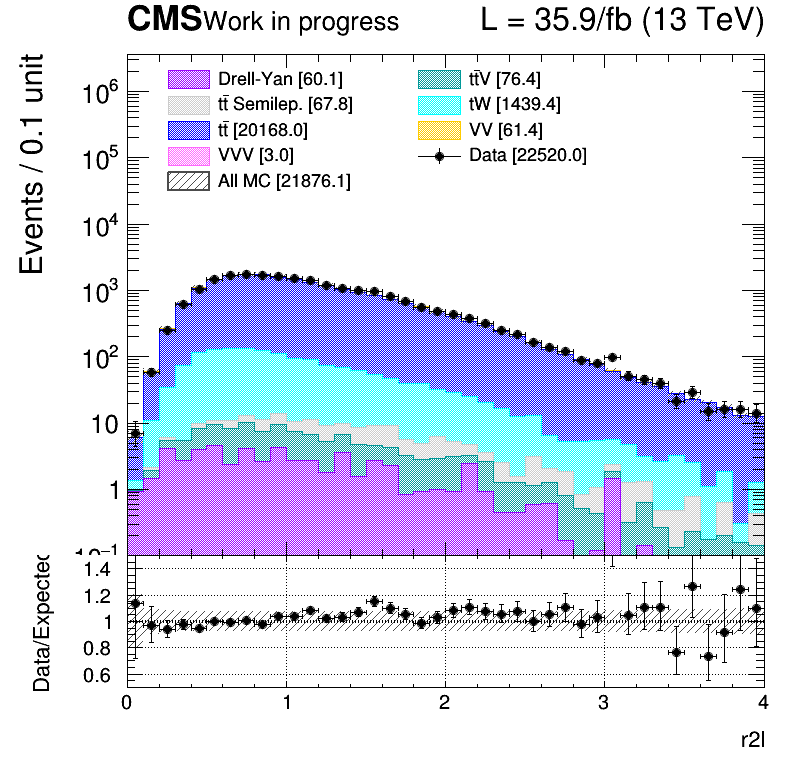 CMS Work in progress L = 35.9/fb (13 TeV)
Events / 0.1 unit
Drell-Yan [60.1] tt̄V [76.4]
tt̄ Semilep. [67.8] tW [1439.4]
tt̄ [20168.0] VV [61.4]
VVV [3.0] Data [22520.0]
All MC [21876.1]
10⁶
10⁵
10⁴
10³
10²
10
1
10⁻¹
Data/Expected
1.4
1.2
1
0.8
0.6
0 1 2 3 4
r2l